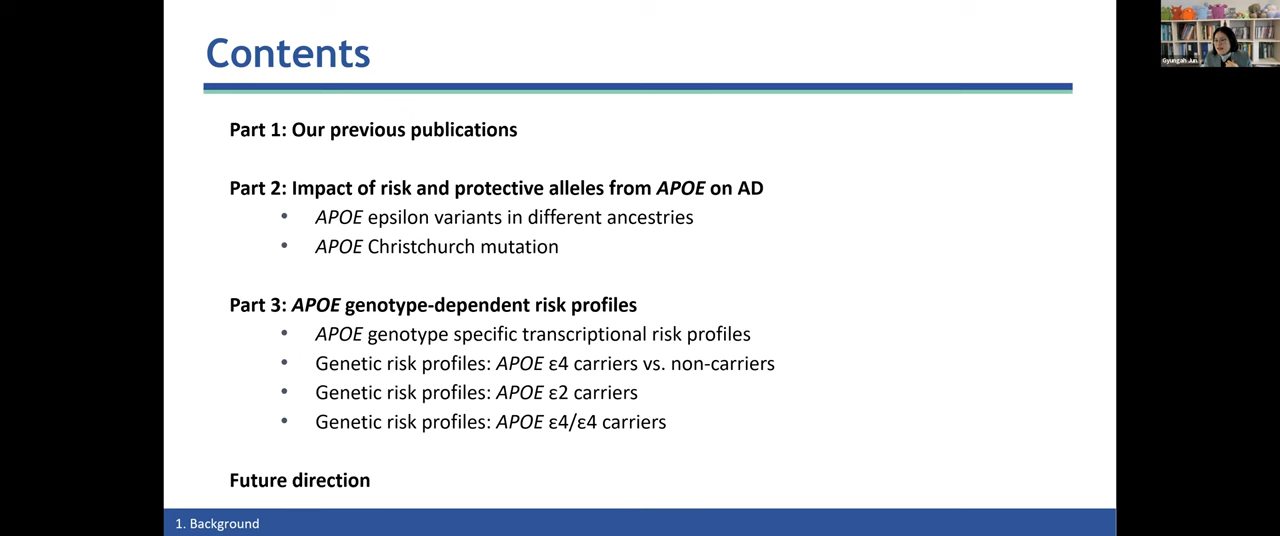 Contents
Part 1: Our previous publications
Part 2: Impact of risk and protective alleles from APOE on AD
• APOE epsilon variants in different ancestries
• APOE Christchurch mutation
Part 3: APOE genotype-dependent risk profiles
• APOE genotype specific transcriptional risk profiles
• Genetic risk profiles: APOE ε4 carriers vs. non-carriers
• Genetic risk profiles: APOE ε2 carriers
• Genetic risk profiles: APOE ε4/ε4 carriers
Future direction
1. Background
Gyungah Jun